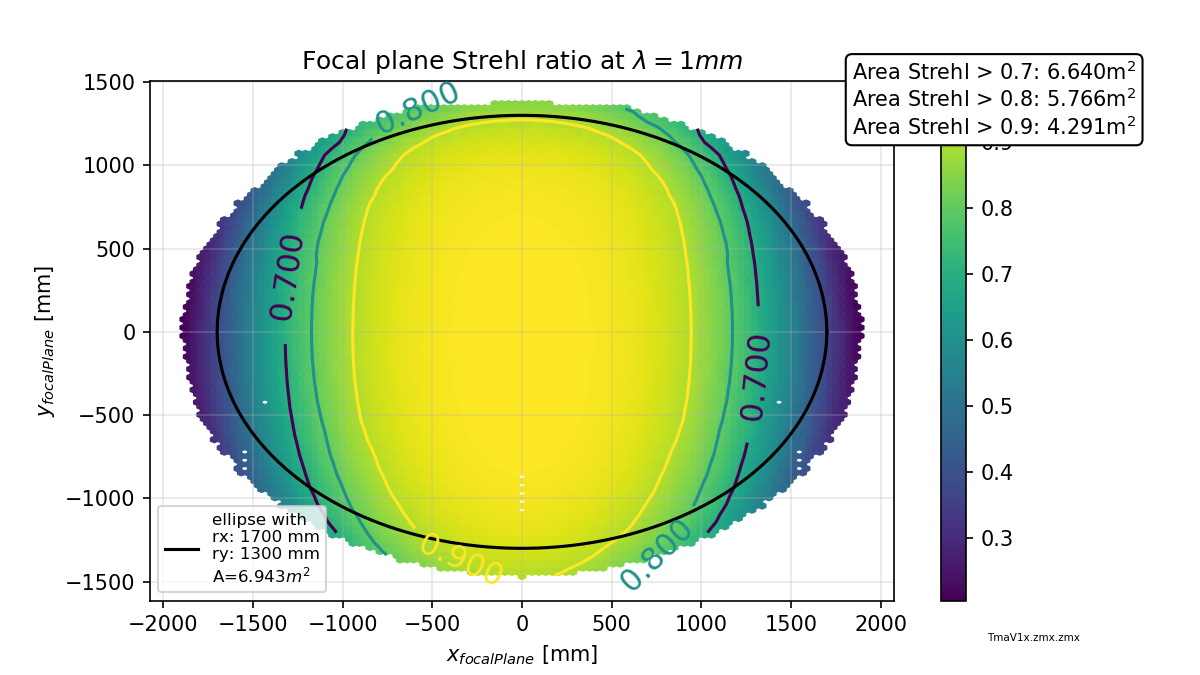 Focal plane Strehl ratio at λ = 1mm
Area Strehl > 0.7: 6.640m²
Area Strehl > 0.8: 5.766m²
Area Strehl > 0.9: 4.291m²
1500
1000
500
0
−500
−1000
−1500
y_focalPlane [mm]
0.800
0.700
0.700
0.900
0.800
ellipse with
rx: 1700 mm
ry: 1300 mm
A=6.943m²
−2000 −1500 −1000 −500 0 500 1000 1500 2000
x_focalPlane [mm]
0.9
0.8
0.7
0.6
0.5
0.4
0.3
TmaV1x.zmx.zmx